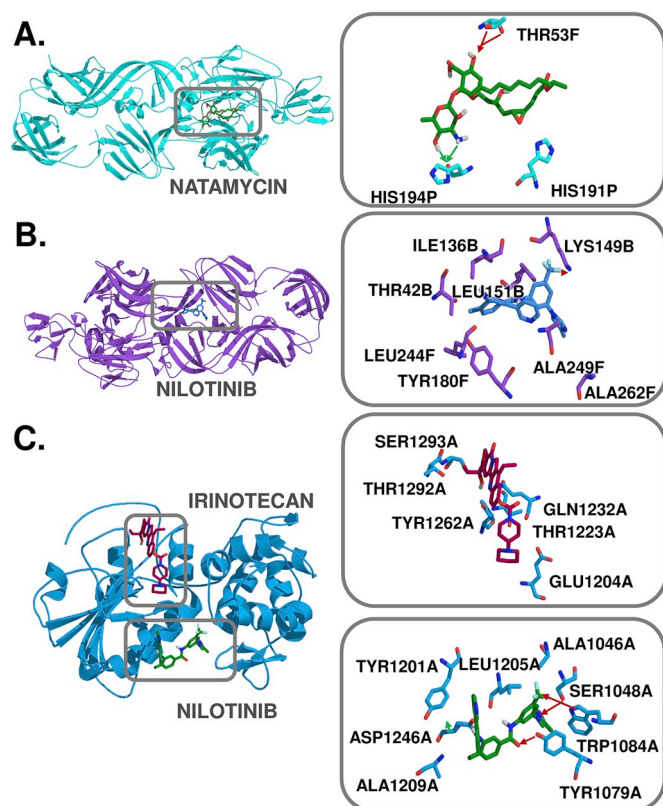 A.
NATAMYCIN
THR53F
HIS194P
HIS191P
B.
NILOTINIB
ILE136B
LYS149B
THR42B
LEU151B
LEU244F
TYR180F
ALA249F
ALA262F
C.
IRINOTECAN
NILOTINIB
SER1293A
THR1292A
GLN1232A
TYR1262A
THR1223A
GLU1204A
ALA1046A
TYR1201A
LEU1205A
SER1048A
ASP1246A
TRP1084A
ALA1209A
TYR1079A